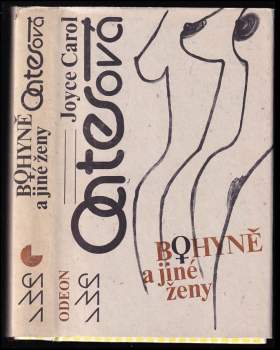 Oatesová
BOHYNĚ
a jiné ženy
ODEON
Joyce Carol
Oatesová
BOHYNĚ
a jiné
ženy